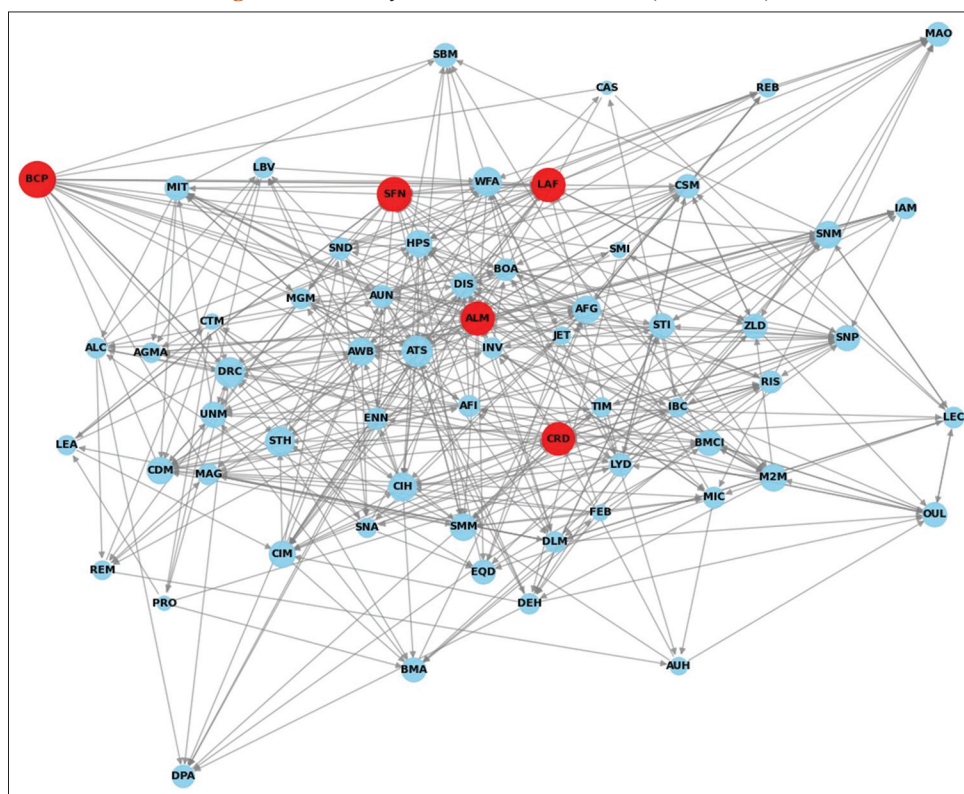 MAO
SBM
CAS
REB
LBV
BCP
MIT
SFN
WFA
LAF
CSM
IAM
SND
HPS
SMI
SNM
BOA
DIS
MGM
AUN
AFG
CTM
ALM
STI
ZLD
JET
SNP
ALC
AGMA
AWB
ATS
INV
DRC
RIS
UNM
ENN
AFI
TIM
IBC
LEC
LEA
STH
CRD
BMCI
CDM
MAG
LYD
M2M
CIH
MIC
SNA
SMM
FEB
OUL
CIM
DLM
REM
EQD
PRO
DEH
BMA
AUH
DPA